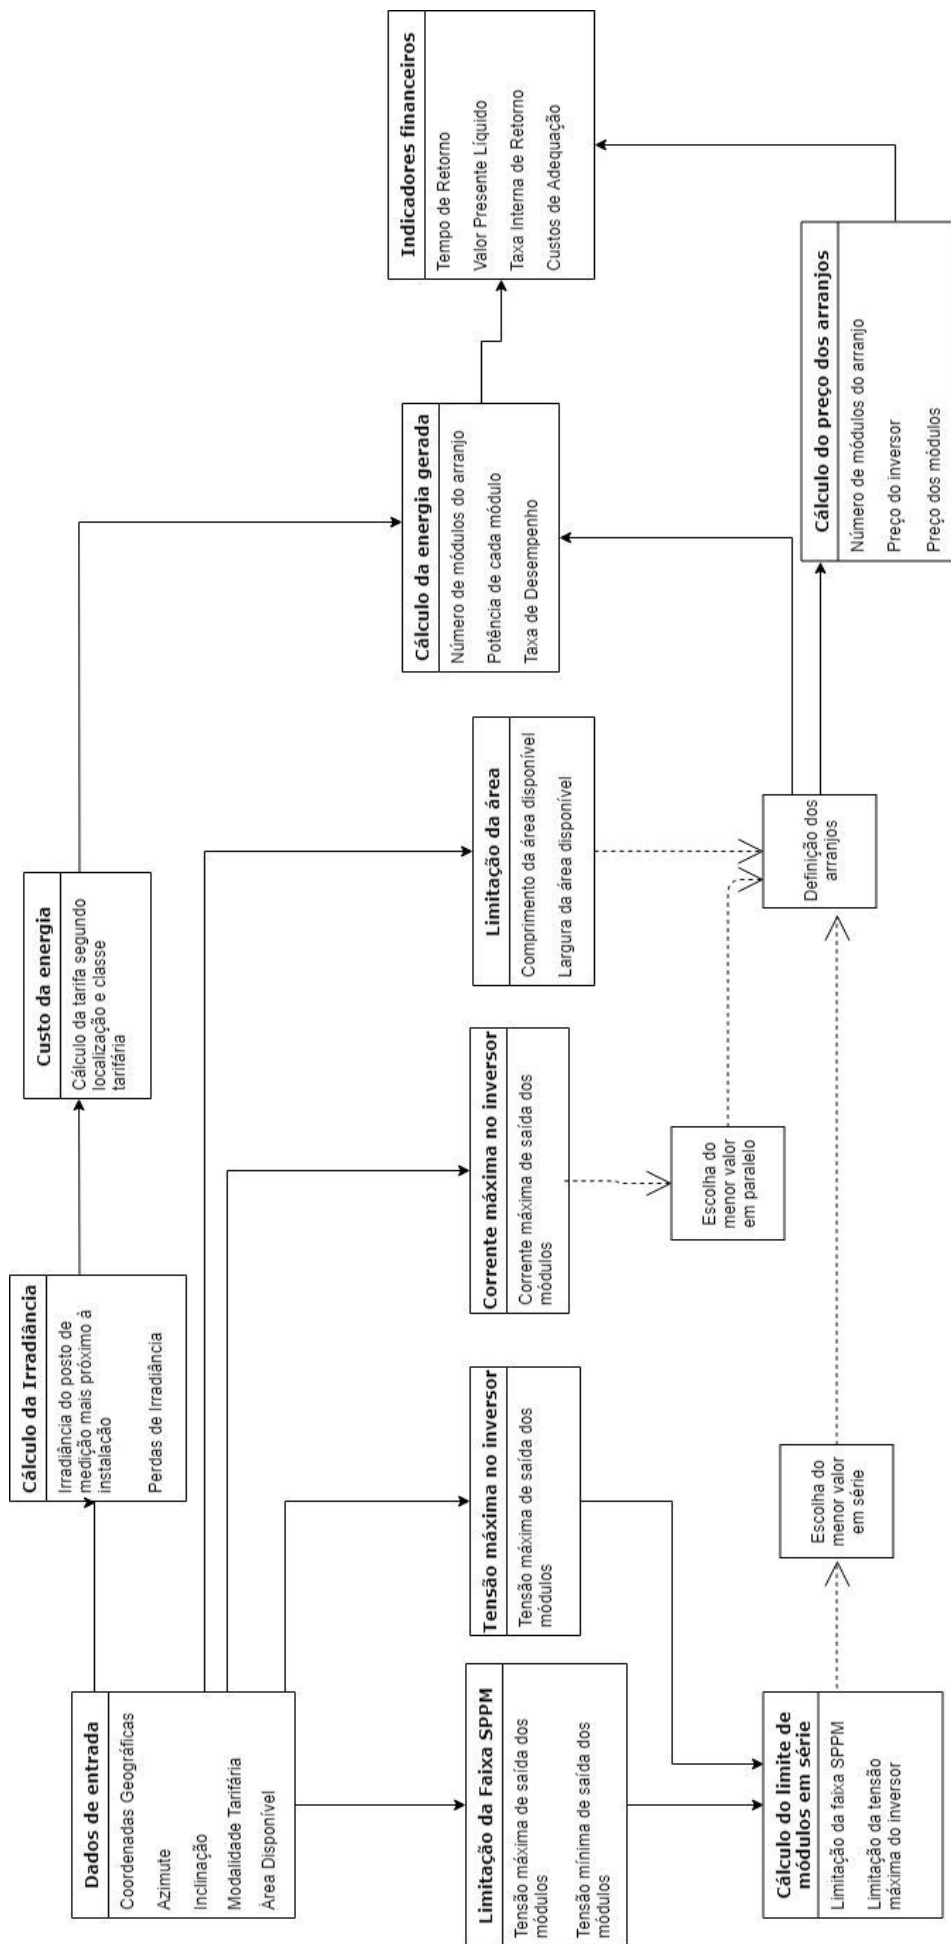 Dados de entrada
Coordenadas Geográficas
Azimute
Inclinação
Modalidade Tarifária
Área Disponível
Cálculo da Irradiância
Irradiância do posto de
medição mais próximo à
instalação
Perdas de Irradiância
Custo da energia
Cálculo da tarifa segundo
localização e classe
tarifária
Limitação da Faixa SPPM
Tensão máxima de saída dos
módulos
Tensão mínima de saída dos
módulos
Tensão máxima no inversor
Tensão máxima de saída dos
módulos
Corrente máxima no inversor
Corrente máxima de saída dos
módulos
Limitação da área
Comprimento da área disponível
Largura da área disponível
Cálculo da energia gerada
Número de módulos do arranjo
Potência de cada módulo
Taxa de Desempenho
Indicadores financeiros
Tempo de Retorno
Valor Presente Líquido
Taxa Interna de Retorno
Custos de Adequação
Cálculo do limite de
módulos em série
Limitação da faixa SPPM
Limitação da tensão
máxima do inversor
Escolha do
menor valor
em série
Escolha do
menor valor
em paralelo
Definição dos
arranjos
Cálculo do preço dos arranjos
Número de módulos do arranjo
Preço do inversor
Preço dos módulos